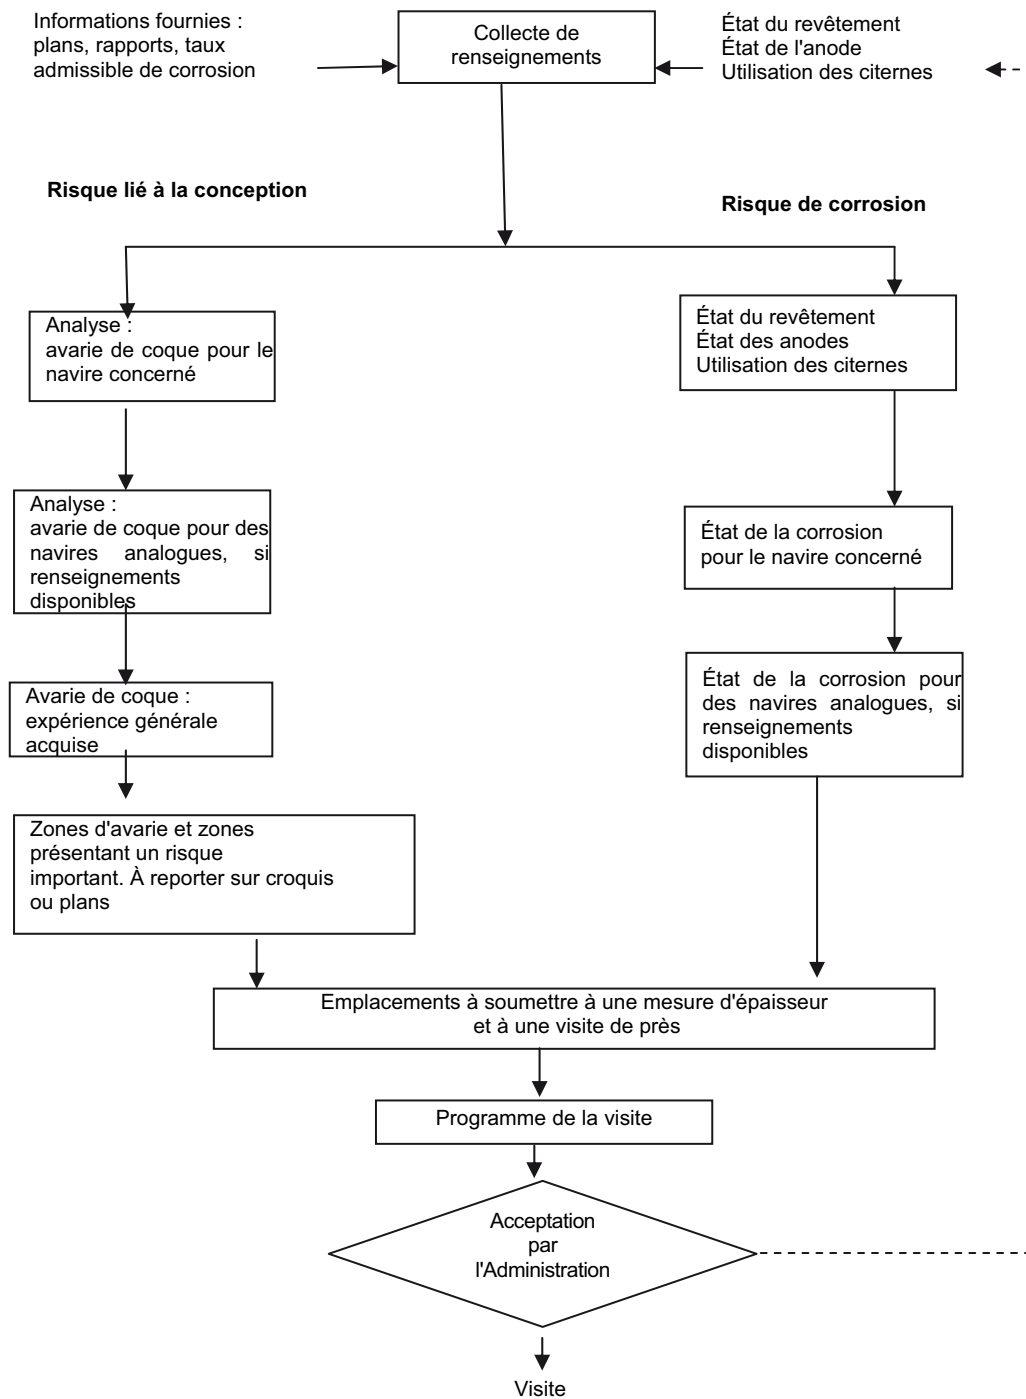 Informations fournies :
plans, rapports, taux
admissible de corrosion
Collecte de
renseignements
État du revêtement
État de l'anode
Utilisation des citernes
Risque lié à la conception
Risque de corrosion
Analyse :
avarie de coque pour le
navire concerné
État du revêtement
État des anodes
Utilisation des citernes
Analyse :
avarie de coque pour des
navires analogues, si
renseignements
disponibles
État de la corrosion
pour le navire concerné
Avarie de coque :
expérience générale
acquise
État de la corrosion pour
des navires analogues, si
renseignements
disponibles
Zones d'avarie et zones
présentant un risque
important. À reporter sur croquis
ou plans
Emplacements à soumettre à une mesure d'épaisseur
et à une visite de près
Programme de la visite
Acceptation
par
l'Administration
Visite